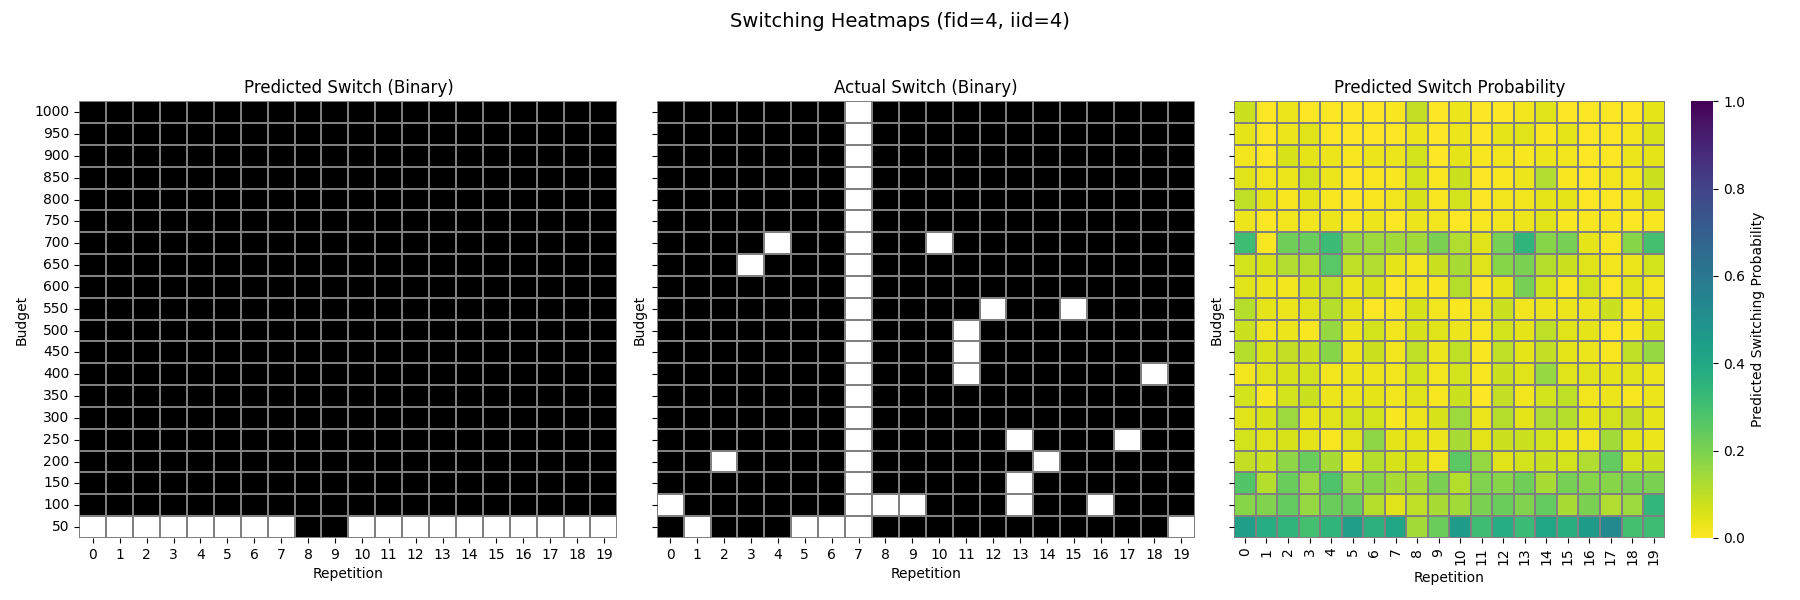 Switching Heatmaps (fid=4, iid=4)
Predicted Switch (Binary)
Budget
1000
950
900
850
800
750
700
650
600
550
500
450
400
350
300
250
200
150
100
50
0 1 2 3 4 5 6 7 8 9 10 11 12 13 14 15 16 17 18 19
Repetition
Actual Switch (Binary)
Budget
0 1 2 3 4 5 6 7 8 9 10 11 12 13 14 15 16 17 18 19
Repetition
Predicted Switch Probability
Budget
0 1 2 3 4 5 6 7 8 9 10 11 12 13 14 15 16 17 18 19
Repetition
1.0
0.8
0.6
0.4
0.2
0.0
Predicted Switching Probability